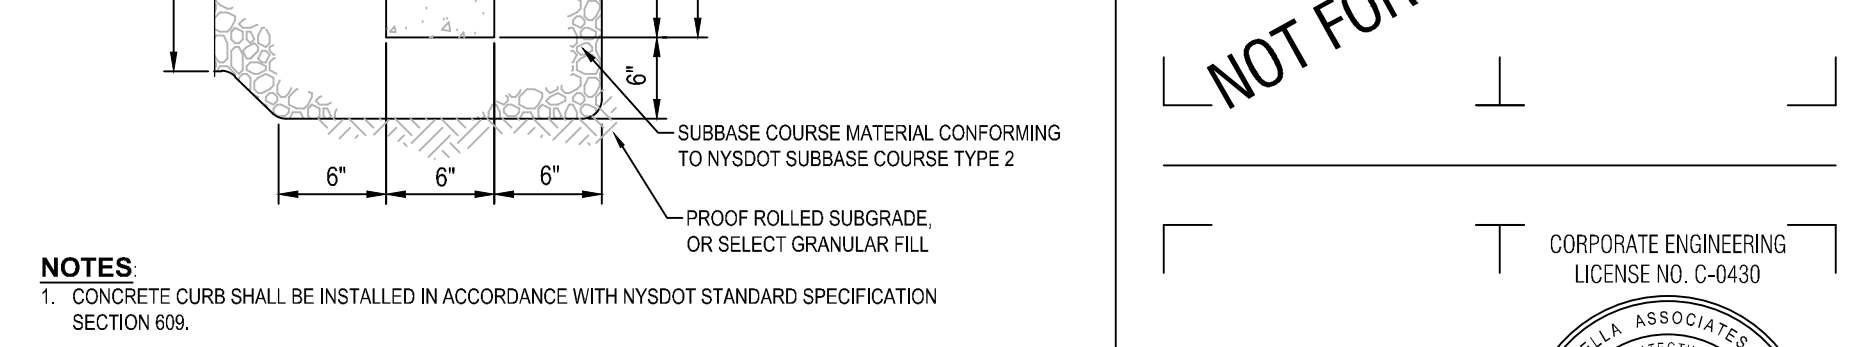 NOT FOR
6"
SUBBASE COURSE MATERIAL CONFORMING
TO NYSDOT SUBBASE COURSE TYPE 2
6" 6" 6"
PROOF ROLLED SUBGRADE,
OR SELECT GRANULAR FILL
NOTES:
1. CONCRETE CURB SHALL BE INSTALLED IN ACCORDANCE WITH NYSDOT STANDARD SPECIFICATION
SECTION 609.
CORPORATE ENGINEERING
LICENSE NO. C-0430
ELLA ASSOCIATES